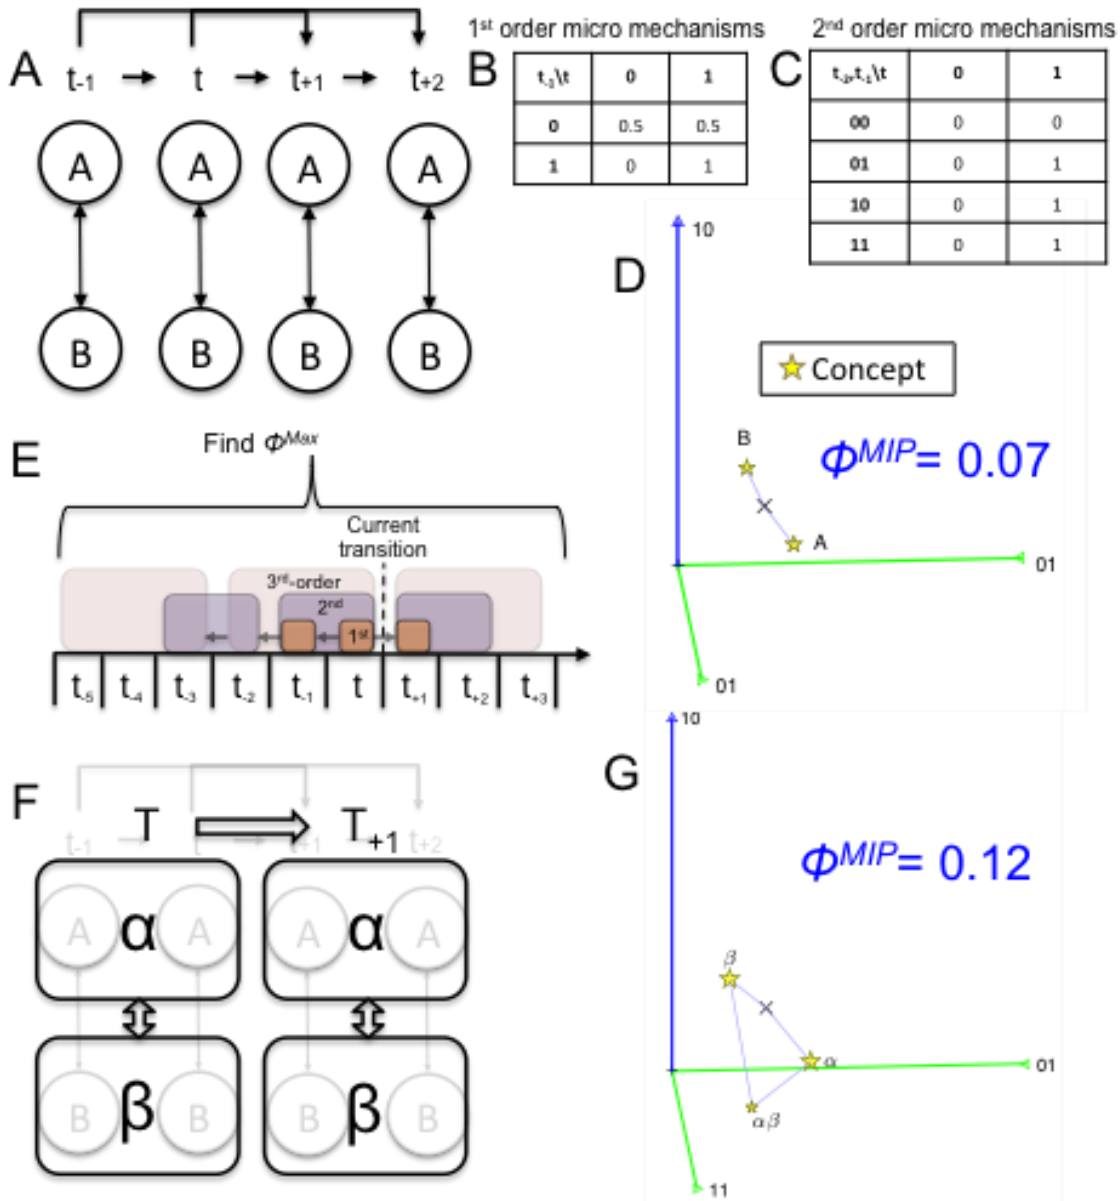 1st order micro mechanisms
2nd order micro mechanisms
A
t-1 t t+1 t+2
A A A A
B B B B
B
t-1\t 0 1
0 0.5 0.5
1 0 1
C
t-2,t-1\t 0 1
00 0 0
01 0 1
10 0 1
11 0 1
D
10
Concept
B
A
ΦMIP= 0.07
01
01
E
Find ΦMax
Current
transition
3rd-order
2nd
1st
t-5 t-4 t-3 t-2 t-1 t t+1 t+2 t+3
F
T T+1
t-1 t t+1 t+2
A α A A α A
B β B B β B
G
10
ΦMIP= 0.12
β
α
αβ
01
11